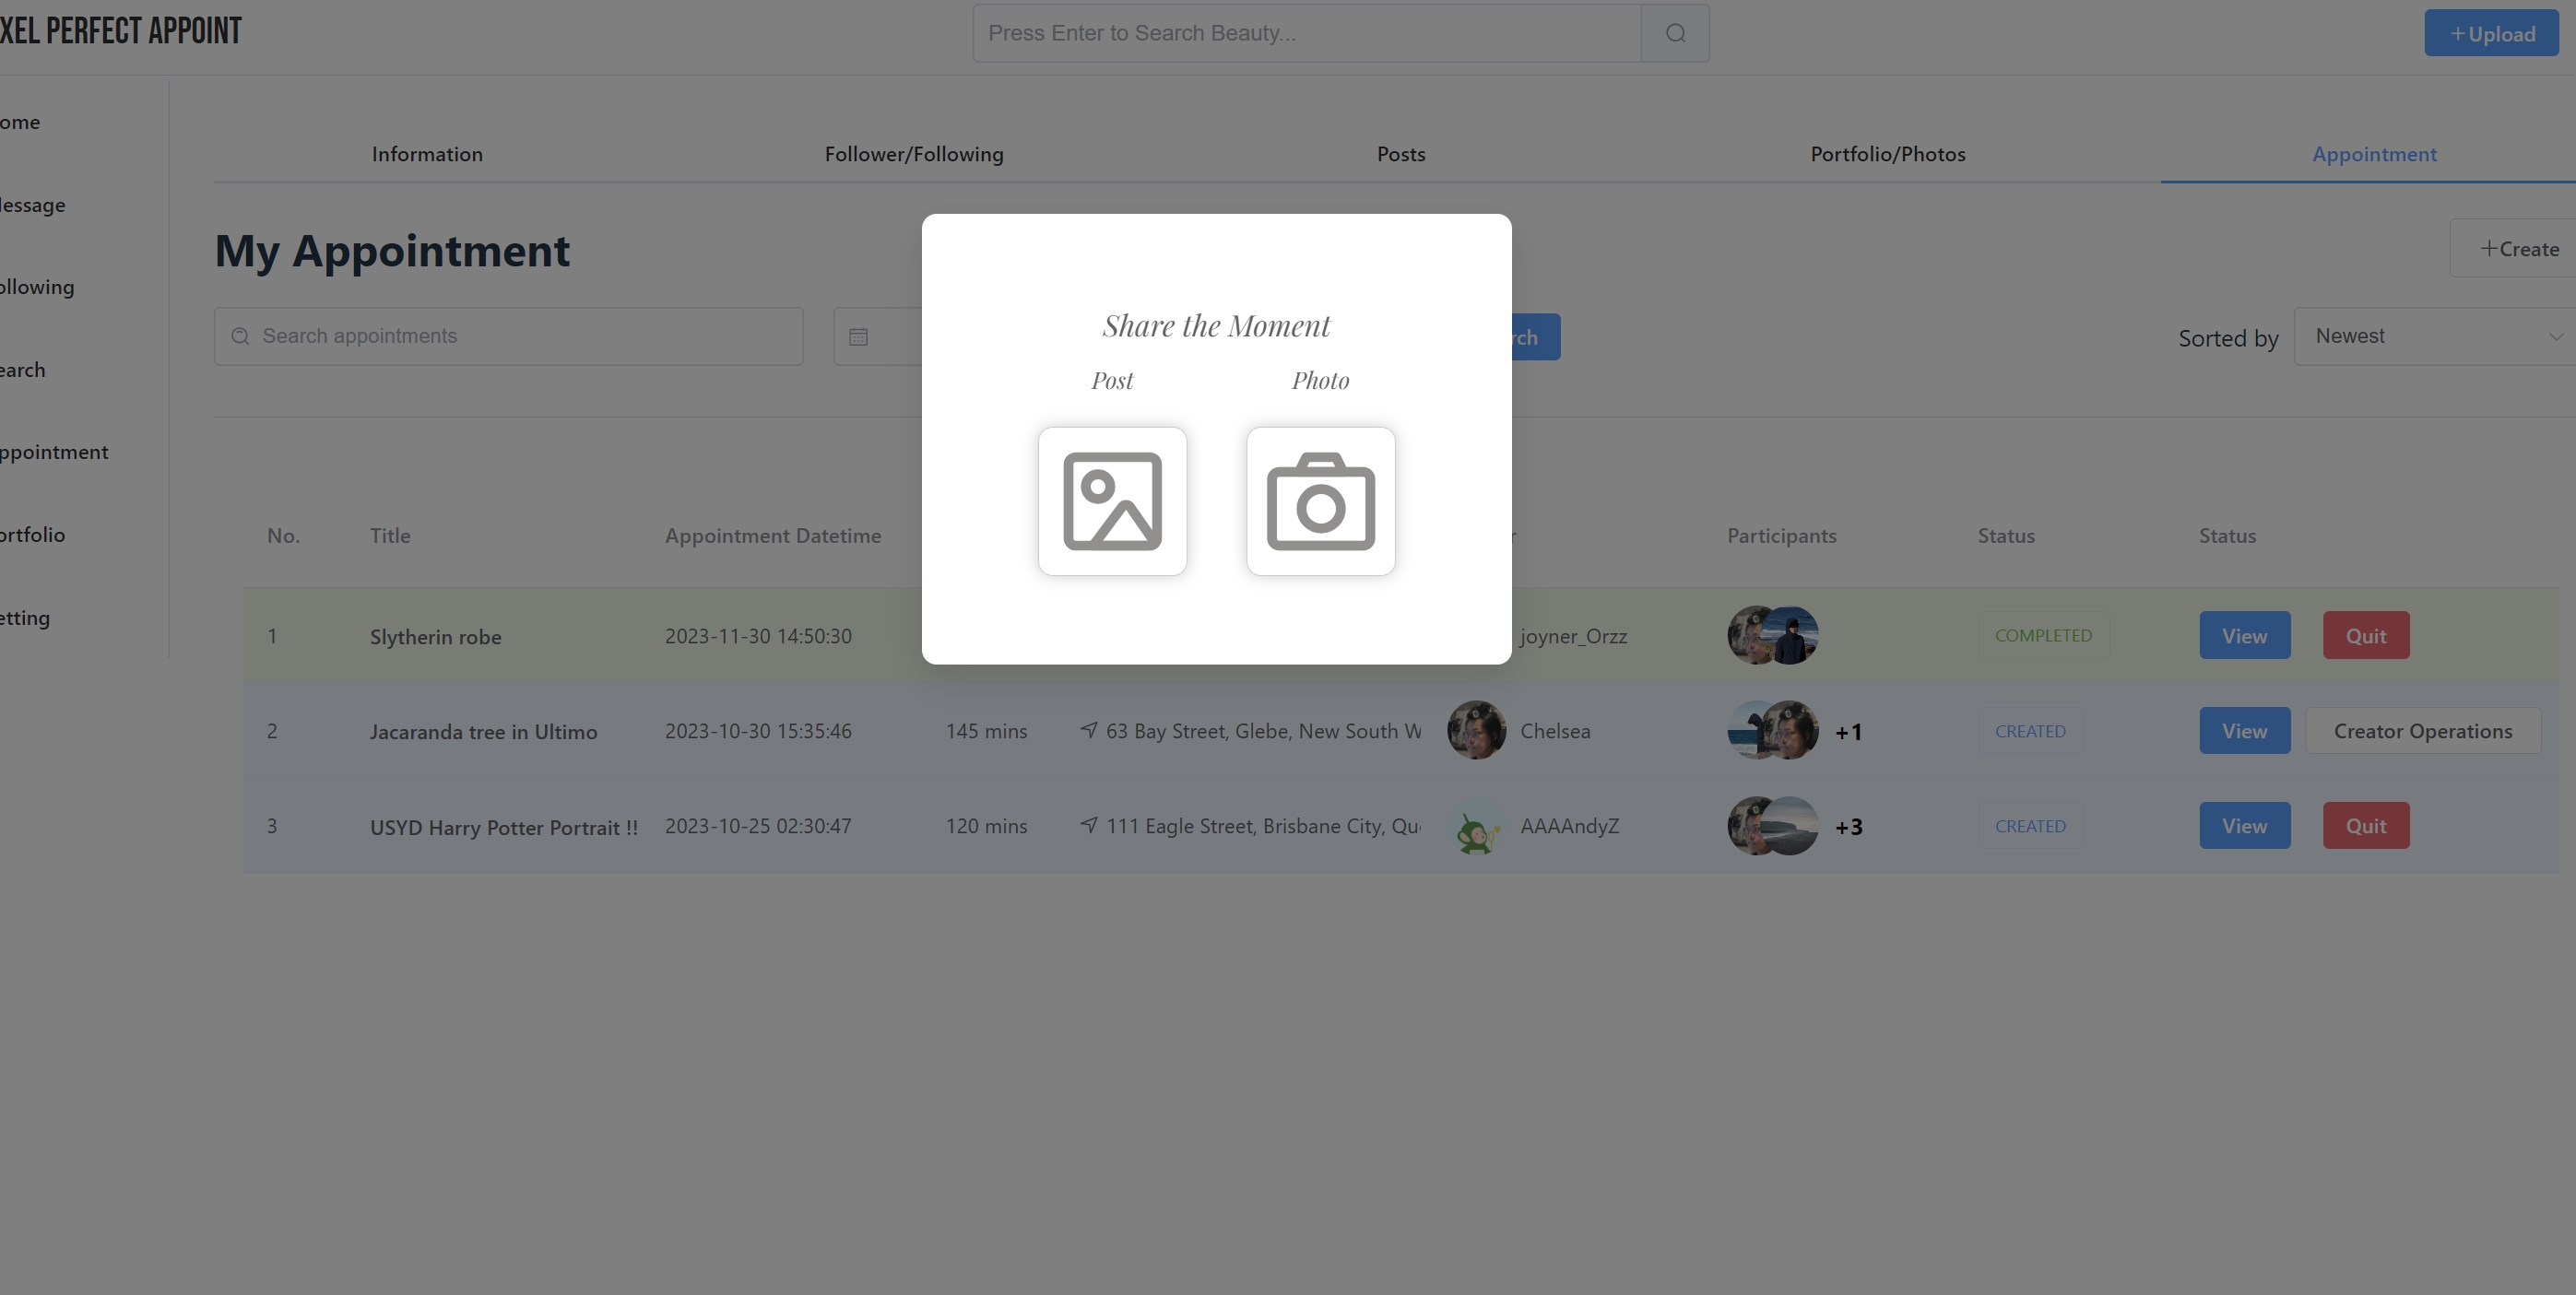 XEL PERFECT APPOINT
Press Enter to Search Beauty...
+Upload
ome
Information
Follower/Following
Posts
Portfolio/Photos
Appointment
essage
My Appointment
+Create
ollowing
Search appointments
rch
Sorted by
Newest
Share the Moment
Post
Photo
earch
ppointment
ortfolio
No.
Title
Appointment Datetime
r
Participants
Status
Status
etting
1
Slytherin robe
2023-11-30 14:50:30
joyner_Orzz
COMPLETED
View
Quit
2
Jacaranda tree in Ultimo
2023-10-30 15:35:46
145 mins
63 Bay Street, Glebe, New South W
Chelsea
+1
CREATED
View
Creator Operations
3
USYD Harry Potter Portrait !!
2023-10-25 02:30:47
120 mins
111 Eagle Street, Brisbane City, Qu
AAAAndyZ
+3
CREATED
View
Quit